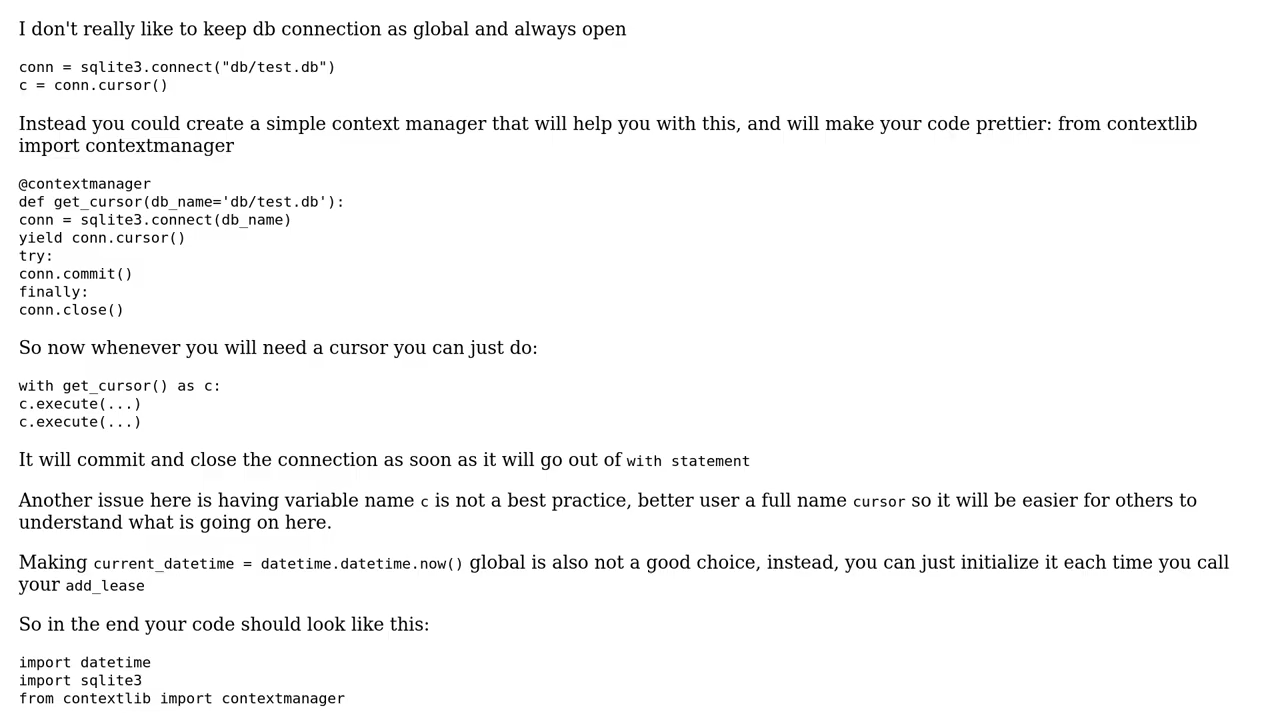 I don't really like to keep db connection as global and always open
conn = sqlite3.connect("db/test.db")
c = conn.cursor()
Instead you could create a simple context manager that will help you with this, and will make your code prettier: from contextlib
import contextmanager
@contextmanager
def get_cursor(db_name='db/test.db'):
conn = sqlite3.connect(db_name)
yield conn.cursor()
try:
conn.commit()
finally:
conn.close()
So now whenever you will need a cursor you can just do:
with get_cursor() as c:
c.execute(...)
c.execute(...)
It will commit and close the connection as soon as it will go out of with statement
Another issue here is having variable name c is not a best practice, better user a full name cursor so it will be easier for others to
understand what is going on here.
Making current_datetime = datetime.datetime.now() global is also not a good choice, instead, you can just initialize it each time you call
your add_lease
So in the end your code should look like this:
import datetime
import sqlite3
from contextlib import contextmanager